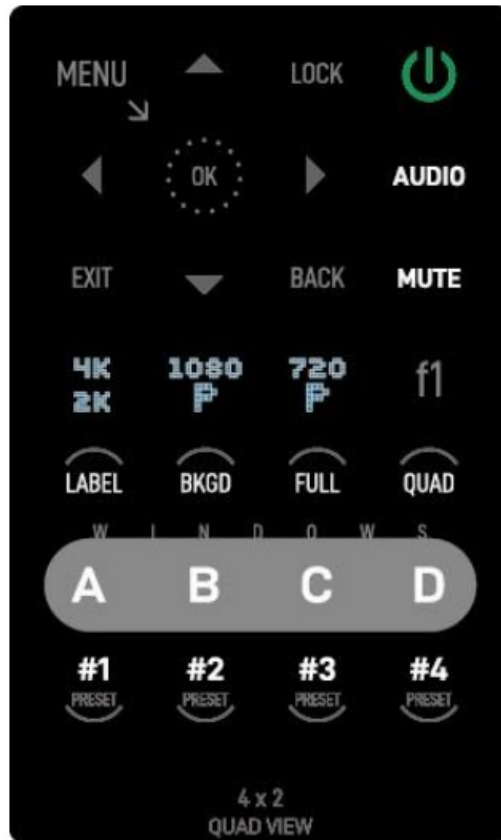 MENU LOCK
OK AUDIO
EXIT BACK MUTE
4K 1080 720 f1
2K P P
LABEL BKGD FULL QUAD
W I N D O W S
A B C D
#1 #2 #3 #4
PRESET PRESET PRESET PRESET
4 x 2
QUAD VIEW